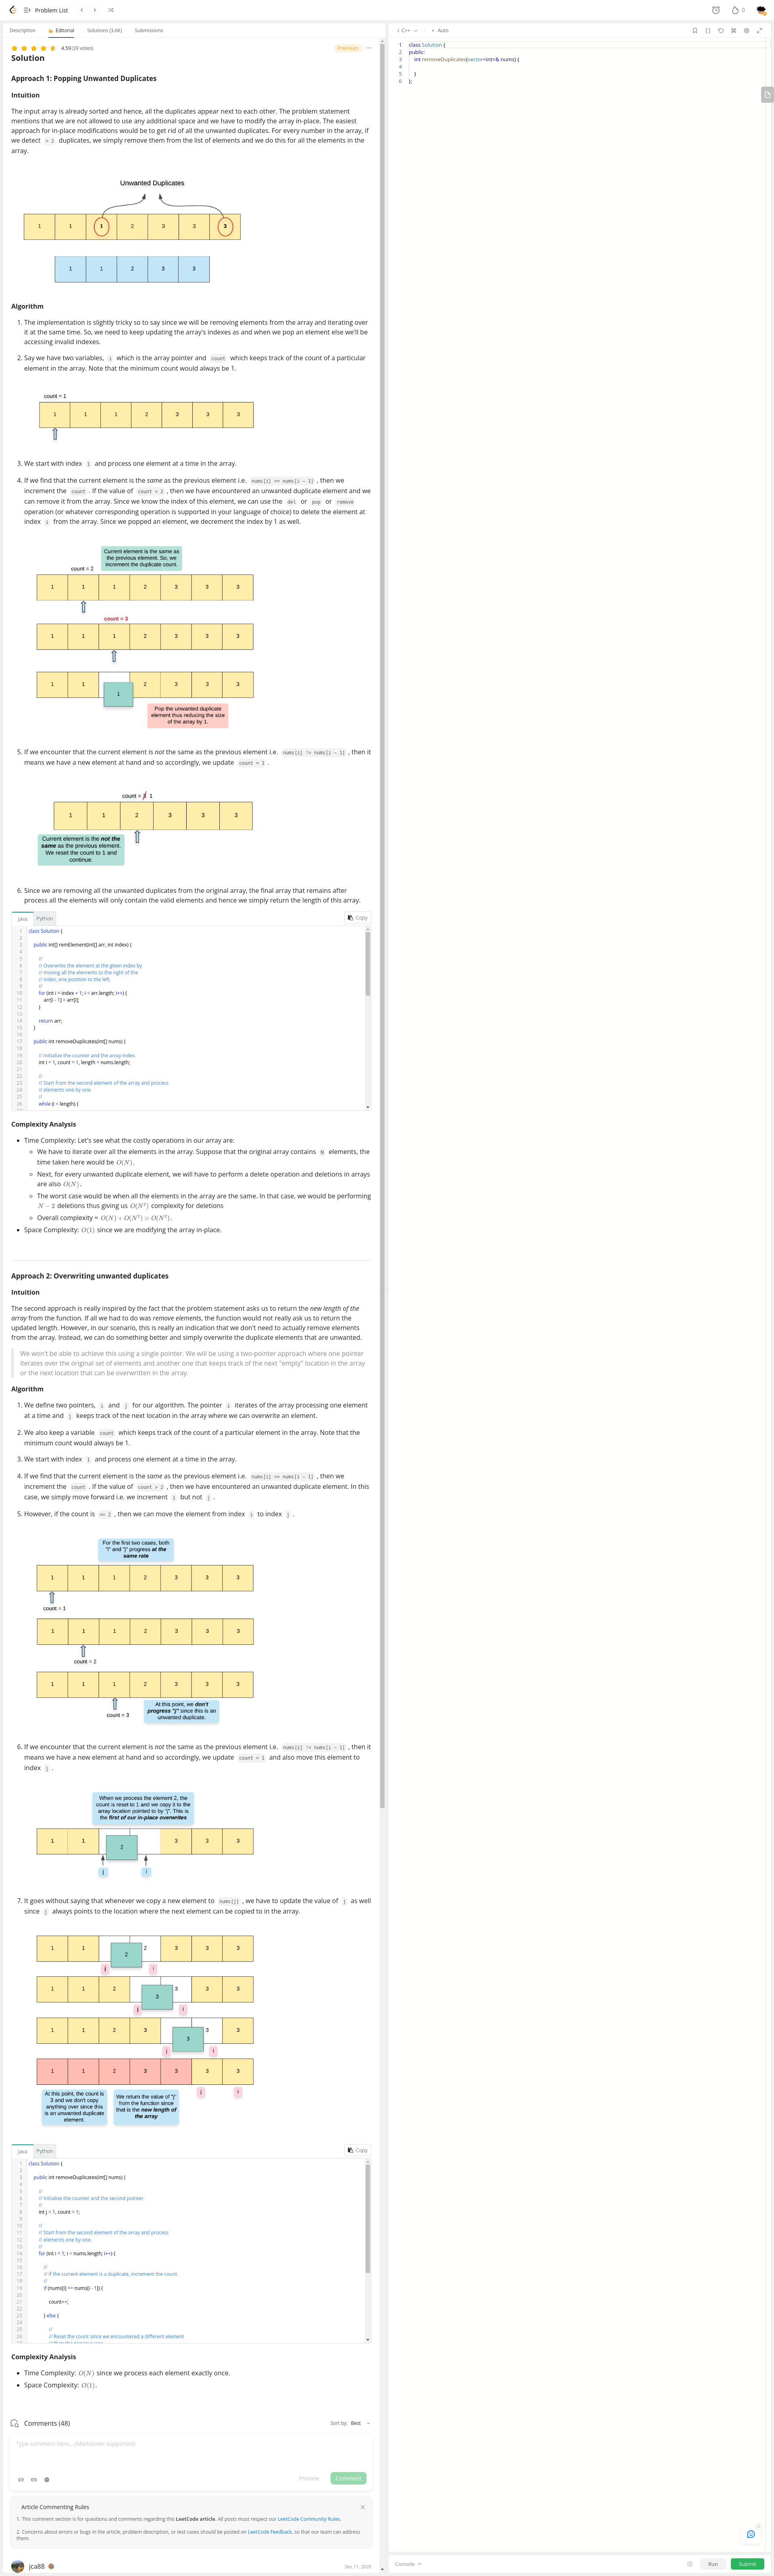 Problem List
0
Description
Editorial
Solutions (3.6K)
Submissions
4.59 (39 votes)
Premium
Solution
Approach 1: Popping Unwanted Duplicates
Intuition
The input array is already sorted and hence, all the duplicates appear next to each other. The problem statement
mentions that we are not allowed to use any additional space and we have to modify the array in-place. The easiest
approach for in-place modifications would be to get rid of all the unwanted duplicates. For every number in the array, if
we detect > 2 duplicates, we simply remove them from the list of elements and we do this for all the elements in the
array.
Unwanted Duplicates
1 1 1 2 3 3 3
1 1 2 3 3
Algorithm
1. The implementation is slightly tricky so to say since we will be removing elements from the array and iterating over
it at the same time. So, we need to keep updating the array's indexes as and when we pop an element else we'll be
accessing invalid indexes.
2. Say we have two variables, i which is the array pointer and count which keeps track of the count of a particular
element in the array. Note that the minimum count would always be 1.
count = 1
1 1 1 2 3 3 3
3. We start with index 1 and process one element at a time in the array.
4. If we find that the current element is the same as the previous element i.e. nums[i] == nums[i - 1] , then we
increment the count . If the value of count > 2 , then we have encountered an unwanted duplicate element and we
can remove it from the array. Since we know the index of this element, we can use the del or pop or remove
operation (or whatever corresponding operation is supported in your language of choice) to delete the element at
index i from the array. Since we popped an element, we decrement the index by 1 as well.
Current element is the same as
the previous element. So, we
increment the duplicate count.
count = 2
1 1 1 2 3 3 3
count = 3
1 1 1 2 3 3 3
1 1 2 3 3 3
1
Pop the unwanted duplicate
element thus reducing the size
of the array by 1.
5. If we encounter that the current element is not the same as the previous element i.e. nums[i] != nums[i - 1] , then it
means we have a new element at hand and so accordingly, we update count = 1 .
count = 3 1
1 1 2 3 3 3
Current element is the not the
same as the previous element.
We reset the count to 1 and
continue.
6. Since we are removing all the unwanted duplicates from the original array, the final array that remains after
process all the elements will only contain the valid elements and hence we simply return the length of this array.
Java
Python
Copy
1 class Solution {
2
3 public int[] remElement(int[] arr, int index) {
4
5 //
6 // Overwrite the element at the given index by
7 // moving all the elements to the right of the
8 // index, one position to the left.
9 //
10 for (int i = index + 1; i < arr.length; i++) {
11 arr[i - 1] = arr[i];
12 }
13
14 return arr;
15 }
16
17 public int removeDuplicates(int[] nums) {
18
19 // Initialize the counter and the array index.
20 int i = 1, count = 1, length = nums.length;
21
22 //
23 // Start from the second element of the array and process
24 // elements one by one.
25 //
26 while (i < length) {
Complexity Analysis
• Time Complexity: Let's see what the costly operations in our array are:
◦ We have to iterate over all the elements in the array. Suppose that the original array contains N elements, the
time taken here would be O(N).
◦ Next, for every unwanted duplicate element, we will have to perform a delete operation and deletions in arrays
are also O(N).
◦ The worst case would be when all the elements in the array are the same. In that case, we would be performing
N − 2 deletions thus giving us O(N²) complexity for deletions
◦ Overall complexity = O(N) + O(N²) ≡ O(N²).
• Space Complexity: O(1) since we are modifying the array in-place.
Approach 2: Overwriting unwanted duplicates
Intuition
The second approach is really inspired by the fact that the problem statement asks us to return the new length of the
array from the function. If all we had to do was remove elements, the function would not really ask us to return the
updated length. However, in our scenario, this is really an indication that we don't need to actually remove elements
from the array. Instead, we can do something better and simply overwrite the duplicate elements that are unwanted.
We won't be able to achieve this using a single pointer. We will be using a two-pointer approach where one pointer
iterates over the original set of elements and another one that keeps track of the next "empty" location in the array
or the next location that can be overwritten in the array.
Algorithm
1. We define two pointers, i and j for our algorithm. The pointer i iterates of the array processing one element
at a time and j keeps track of the next location in the array where we can overwrite an element.
2. We also keep a variable count which keeps track of the count of a particular element in the array. Note that the
minimum count would always be 1.
3. We start with index 1 and process one element at a time in the array.
4. If we find that the current element is the same as the previous element i.e. nums[i] == nums[i - 1] , then we
increment the count . If the value of count > 2 , then we have encountered an unwanted duplicate element. In this
case, we simply move forward i.e. we increment i but not j .
5. However, if the count is <= 2 , then we can move the element from index i to index j .
For the first two cases, both
"i" and "j" progress at the
same rate
1 1 1 2 3 3 3
count = 1
1 1 1 2 3 3 3
count = 2
1 1 1 2 3 3 3
count = 3
At this point, we don't
progress "j" since this is an
unwanted duplicate.
6. If we encounter that the current element is not the same as the previous element i.e. nums[i] != nums[i - 1] , then it
means we have a new element at hand and so accordingly, we update count = 1 and also move this element to
index j .
When we process the element 2, the
count is reset to 1 and we copy it to the
array location pointed to by "j". This is
the first of our in-place overwrites
1 1 2 3 3 3
j i
7. It goes without saying that whenever we copy a new element to nums[j] , we have to update the value of j as well
since j always points to the location where the next element can be copied to in the array.
1 1 2 2 3 3 3
j i
1 1 2 3 3 3 3
j i
1 1 2 3 3 3 3
j i
1 1 2 3 3 3 3
j i
At this point, the count is
3 and we don't copy
anything over since this
is an unwanted duplicate
element.
We return the value of "j"
from the function since
that is the new length of
the array
Java
Python
Copy
1 class Solution {
2
3 public int removeDuplicates(int[] nums) {
4
5 //
6 // Initialize the counter and the second pointer.
7 //
8 int j = 1, count = 1;
9
10 //
11 // Start from the second element of the array and process
12 // elements one by one.
13 //
14 for (int i = 1; i < nums.length; i++) {
15
16 //
17 // If the current element is a duplicate, increment the count.
18 //
19 if (nums[i] == nums[i - 1]) {
20
21 count++;
22
23 } else {
24
25 //
26 // Reset the count since we encountered a different element
Complexity Analysis
• Time Complexity: O(N) since we process each element exactly once.
• Space Complexity: O(1).
Comments (48)
Sort by: Best
Type comment here... (Markdown supported)
Preview
Comment
Article Commenting Rules
1. This comment section is for questions and comments regarding this LeetCode article. All posts must respect our LeetCode Community Rules.
2. Concerns about errors or bugs in the article, problem description, or test cases should be posted on LeetCode Feedback, so that our team can address
them.
jca88
Dec 11, 2020
C++
Auto
1 class Solution {
2 public:
3 int removeDuplicates(vector<int>& nums) {
4
5 }
6 };
Console
Run
Submit